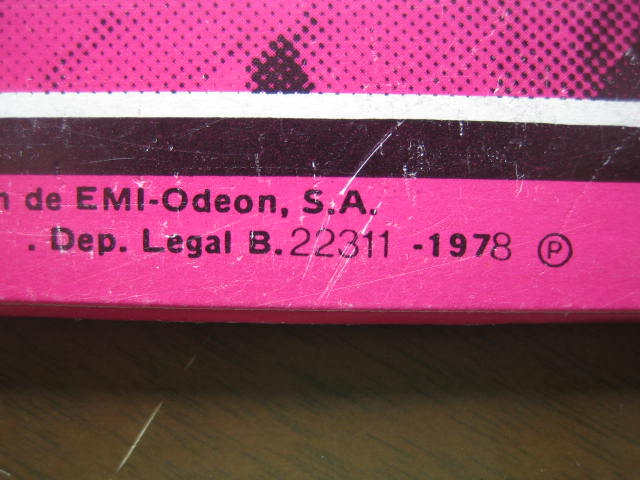 de EMI-Odeon, S.A.
. Dep. Legal B. 22311 -1978 ℗